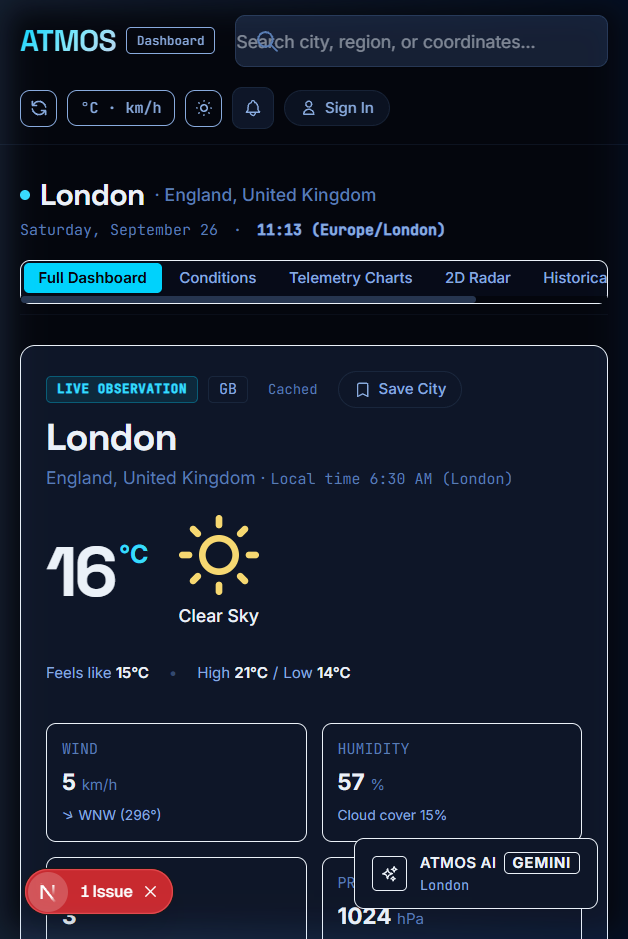 ATMOS Dashboard Search city, region, or coordinates...
°C · km/h Sign In
London · England, United Kingdom
Saturday, September 26 · 11:13 (Europe/London)
Full Dashboard Conditions Telemetry Charts 2D Radar Historica
LIVE OBSERVATION GB Cached Save City
London
England, United Kingdom · Local time 6:30 AM (London)
16 °C
Clear Sky
Feels like 15°C • High 21°C / Low 14°C
WIND
5 km/h
WNW (296°)
HUMIDITY
57 %
Cloud cover 15%
ATMOS AI GEMINI
London
N 1 Issue
3
PR
1024 hPa